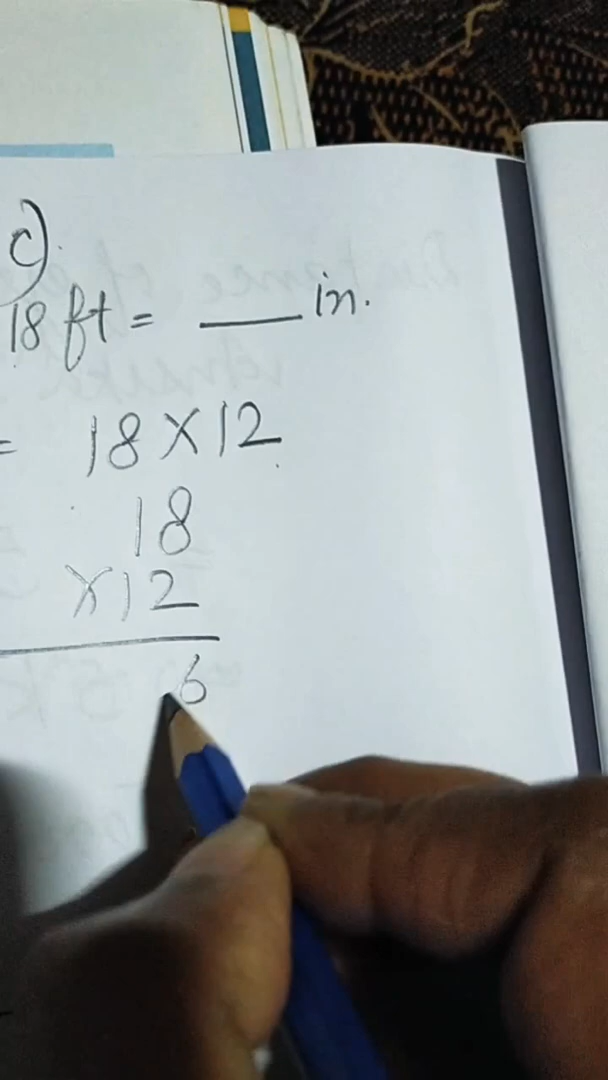 c).
18 ft = ___ in.
= 18 × 12
18
× 12
6